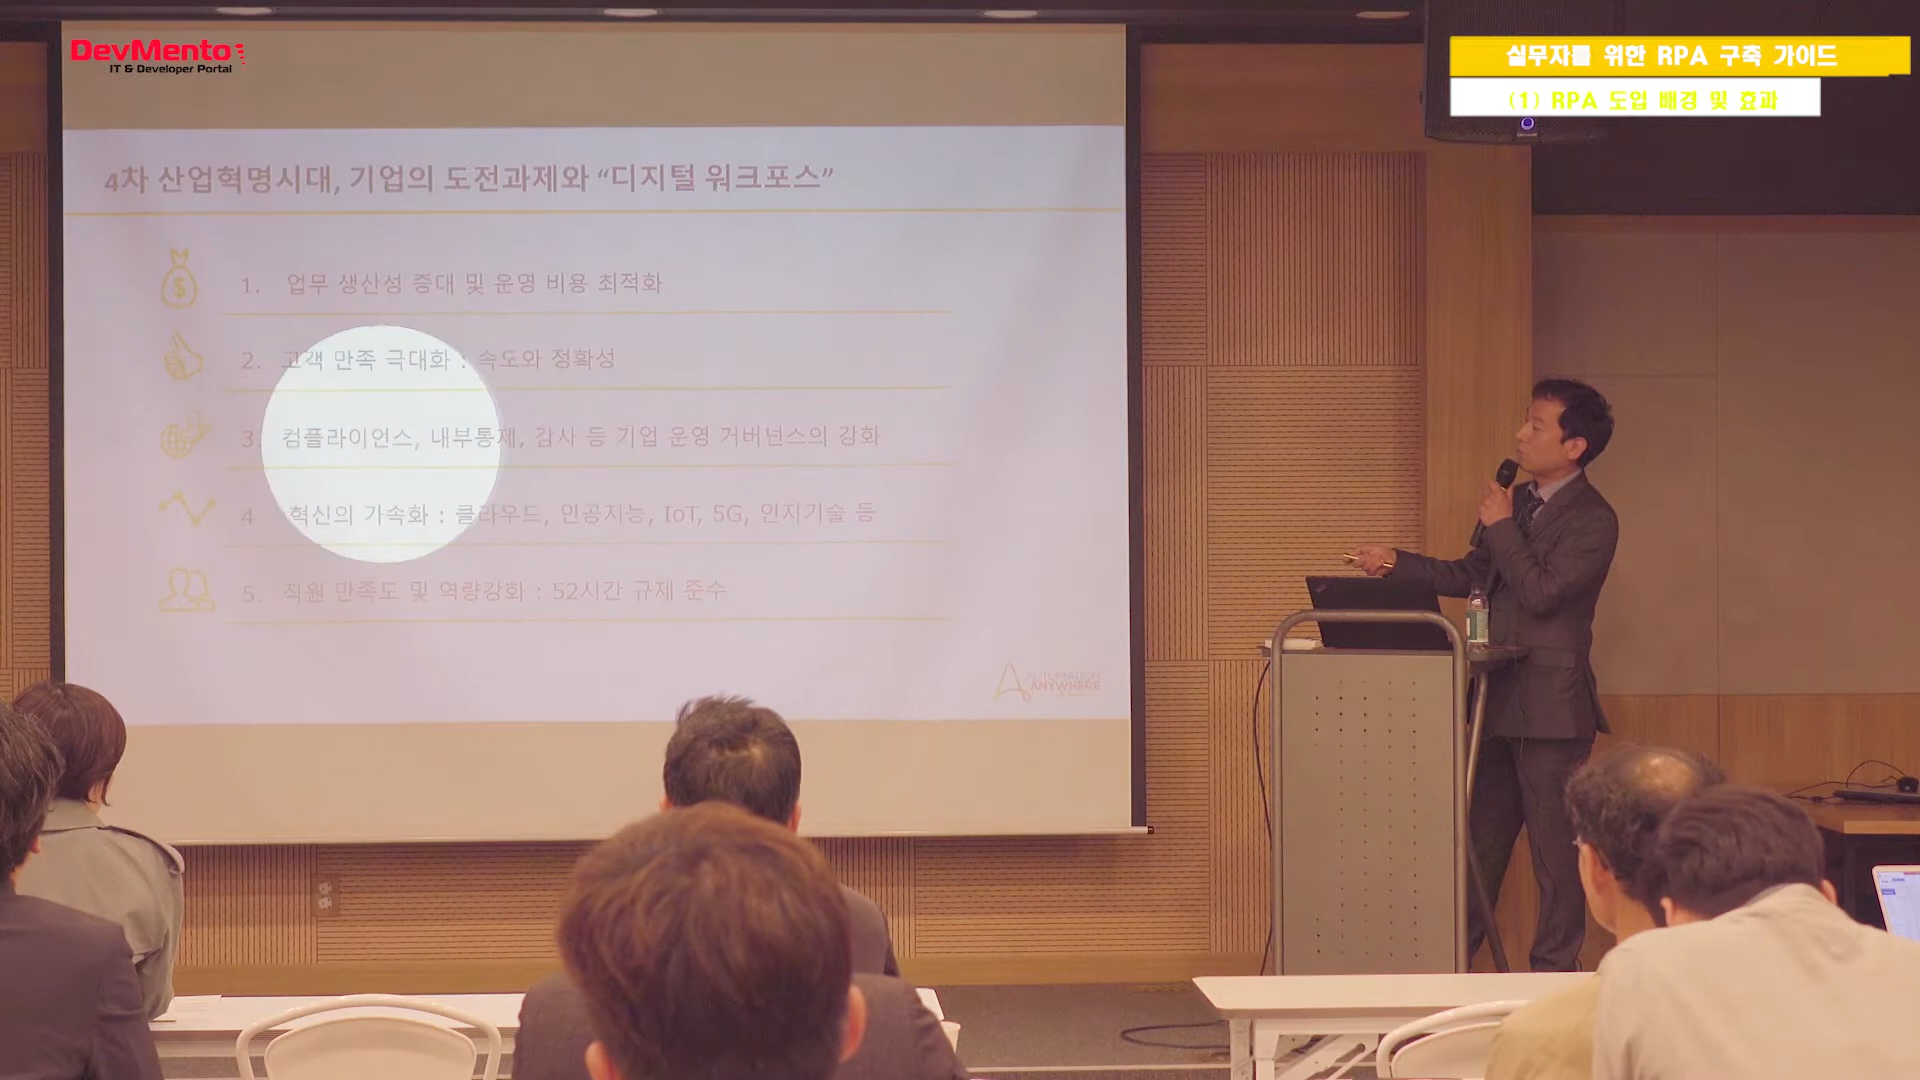 DevMento
IT & Developer Portal
실무자를 위한 RPA 구축 가이드
(1) RPA 도입 배경 및 효과
4차 산업혁명시대, 기업의 도전과제와 “디지털 워크포스”
1. 업무 생산성 증대 및 운영 비용 최적화
2. 고객 만족 극대화 : 속도와 정확성
3. 컴플라이언스, 내부통제, 감사 등 기업 운영 거버넌스의 강화
4 혁신의 가속화 : 클라우드, 인공지능, IoT, 5G, 인지기술 등
5. 직원 만족도 및 역량강화 : 52시간 규제 준수
AUTOMATION
ANYWHERE